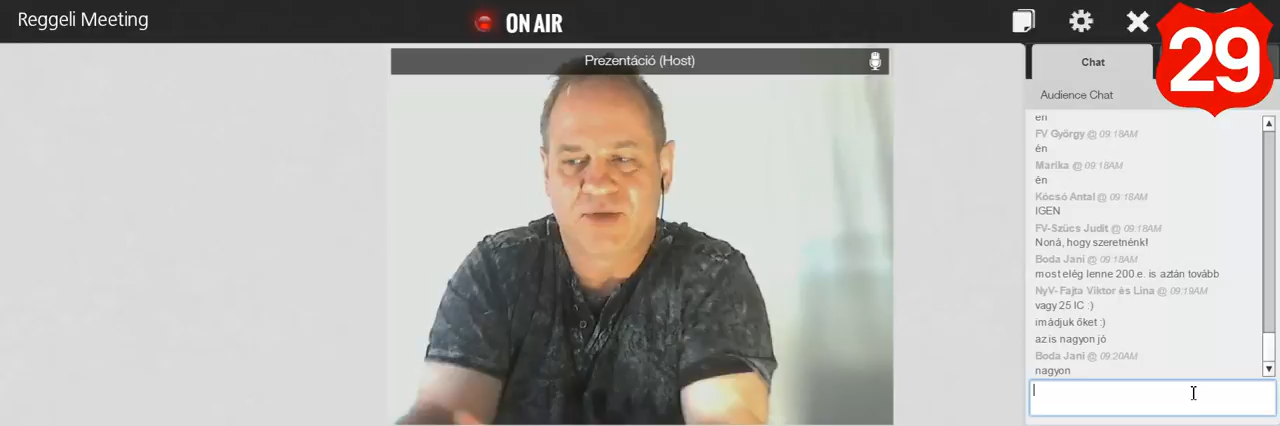 Reggeli Meeting
ON AIR
29
Prezentáció (Host)
Chat
Audience Chat
én
FV György @ 09:18AM
én
Marika @ 09:18AM
én
Kócsó Antal @ 09:18AM
IGEN
FV-Szücs Judit @ 09:18AM
Noná, hogy szeretnénk!
Boda Jani @ 09:18AM
most elég lenne 200.e. is aztán tovább
NyV- Fajta Viktor és Lina @ 09:19AM
vagy 25 IC :)
imádjuk őket :)
az is nagyon jó
Boda Jani @ 09:20AM
nagyon